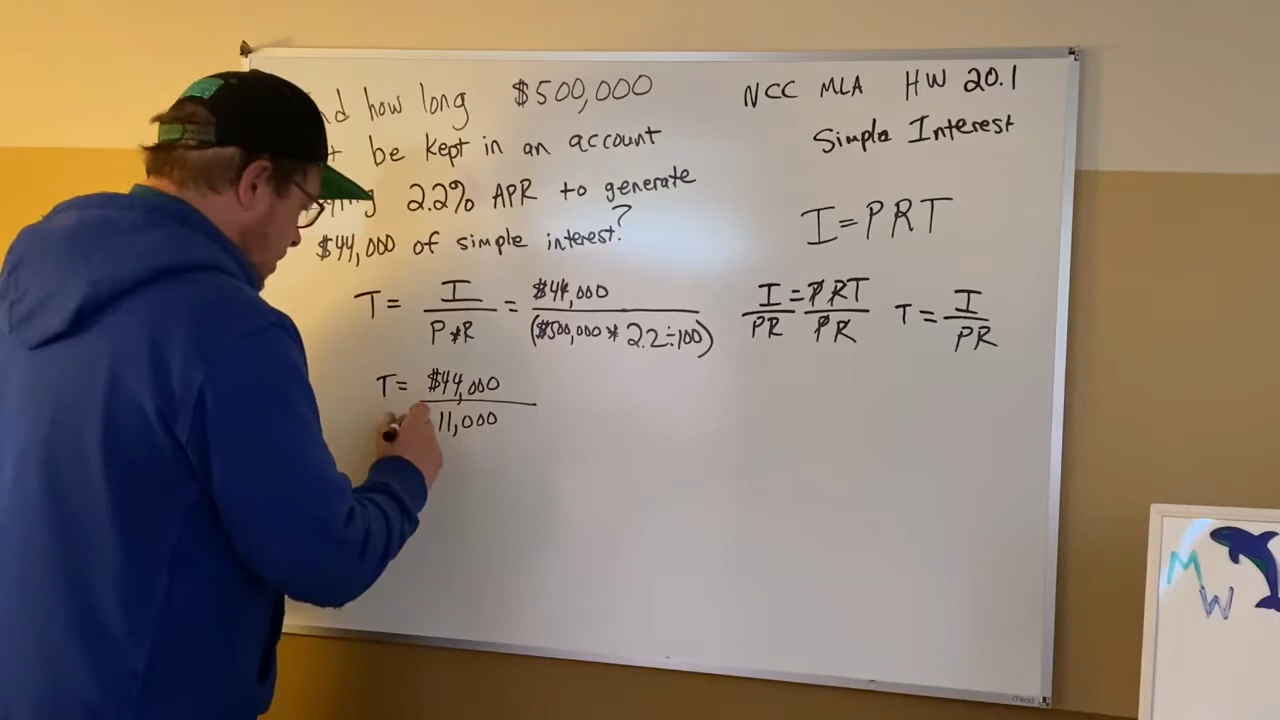 how long $500,000
be kept in an account
2.2% APR to generate
$44,000 of simple interest?
NCC MLA HW 20.1
Simple Interest
I=PRT
T= I / P*R = $44,000 / ($500,000 * 2.2÷100)
I / PR = PRT / PR T= I / PR
T= $44,000 / 11,000
M
W